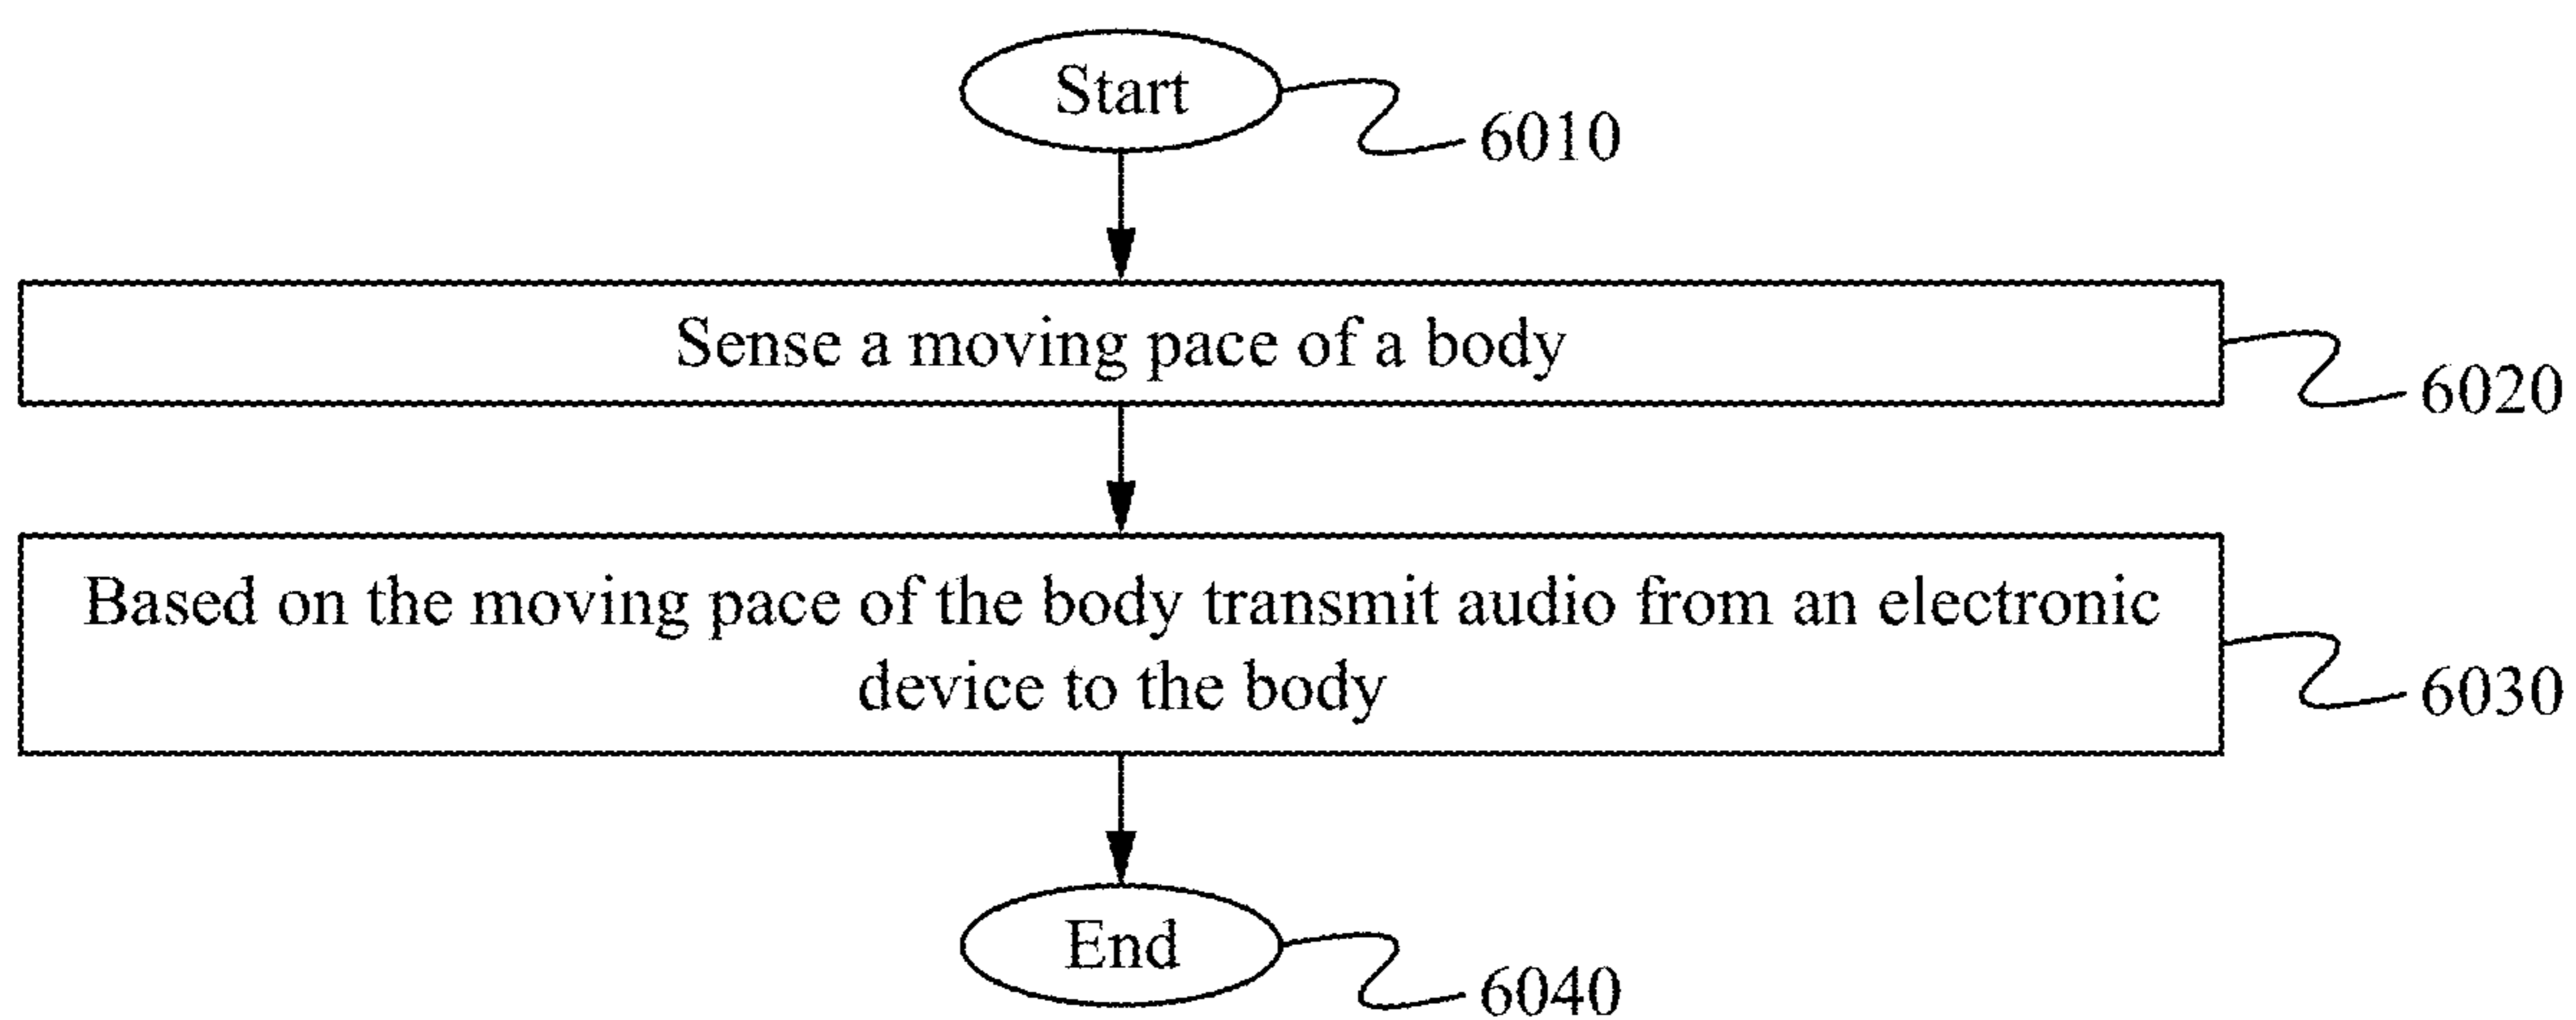 Start
6010
Sense a moving pace of a body
6020
Based on the moving pace of the body transmit audio from an electronic
device to the body
6030
End
6040